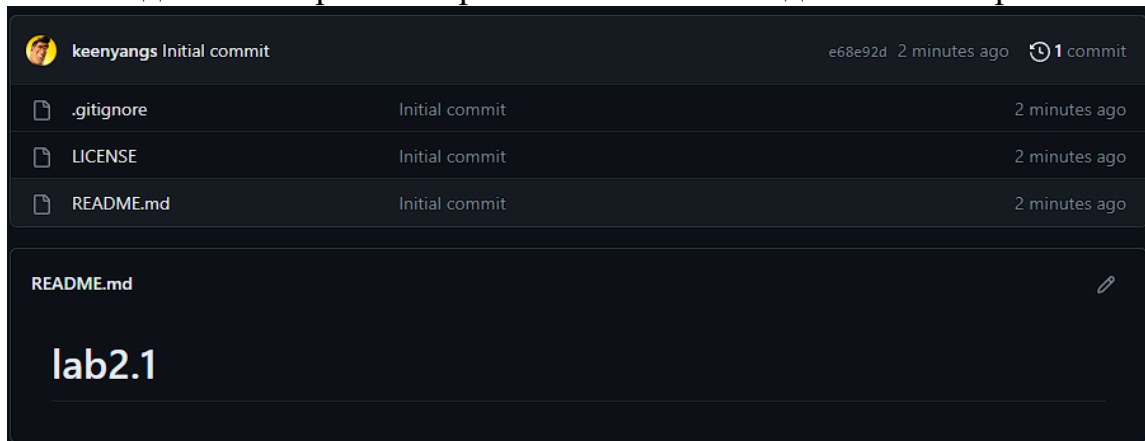 keenyangs Initial commit e68e92d 2 minutes ago 1 commit
.gitignore Initial commit 2 minutes ago
LICENSE Initial commit 2 minutes ago
README.md Initial commit 2 minutes ago
README.md
lab2.1